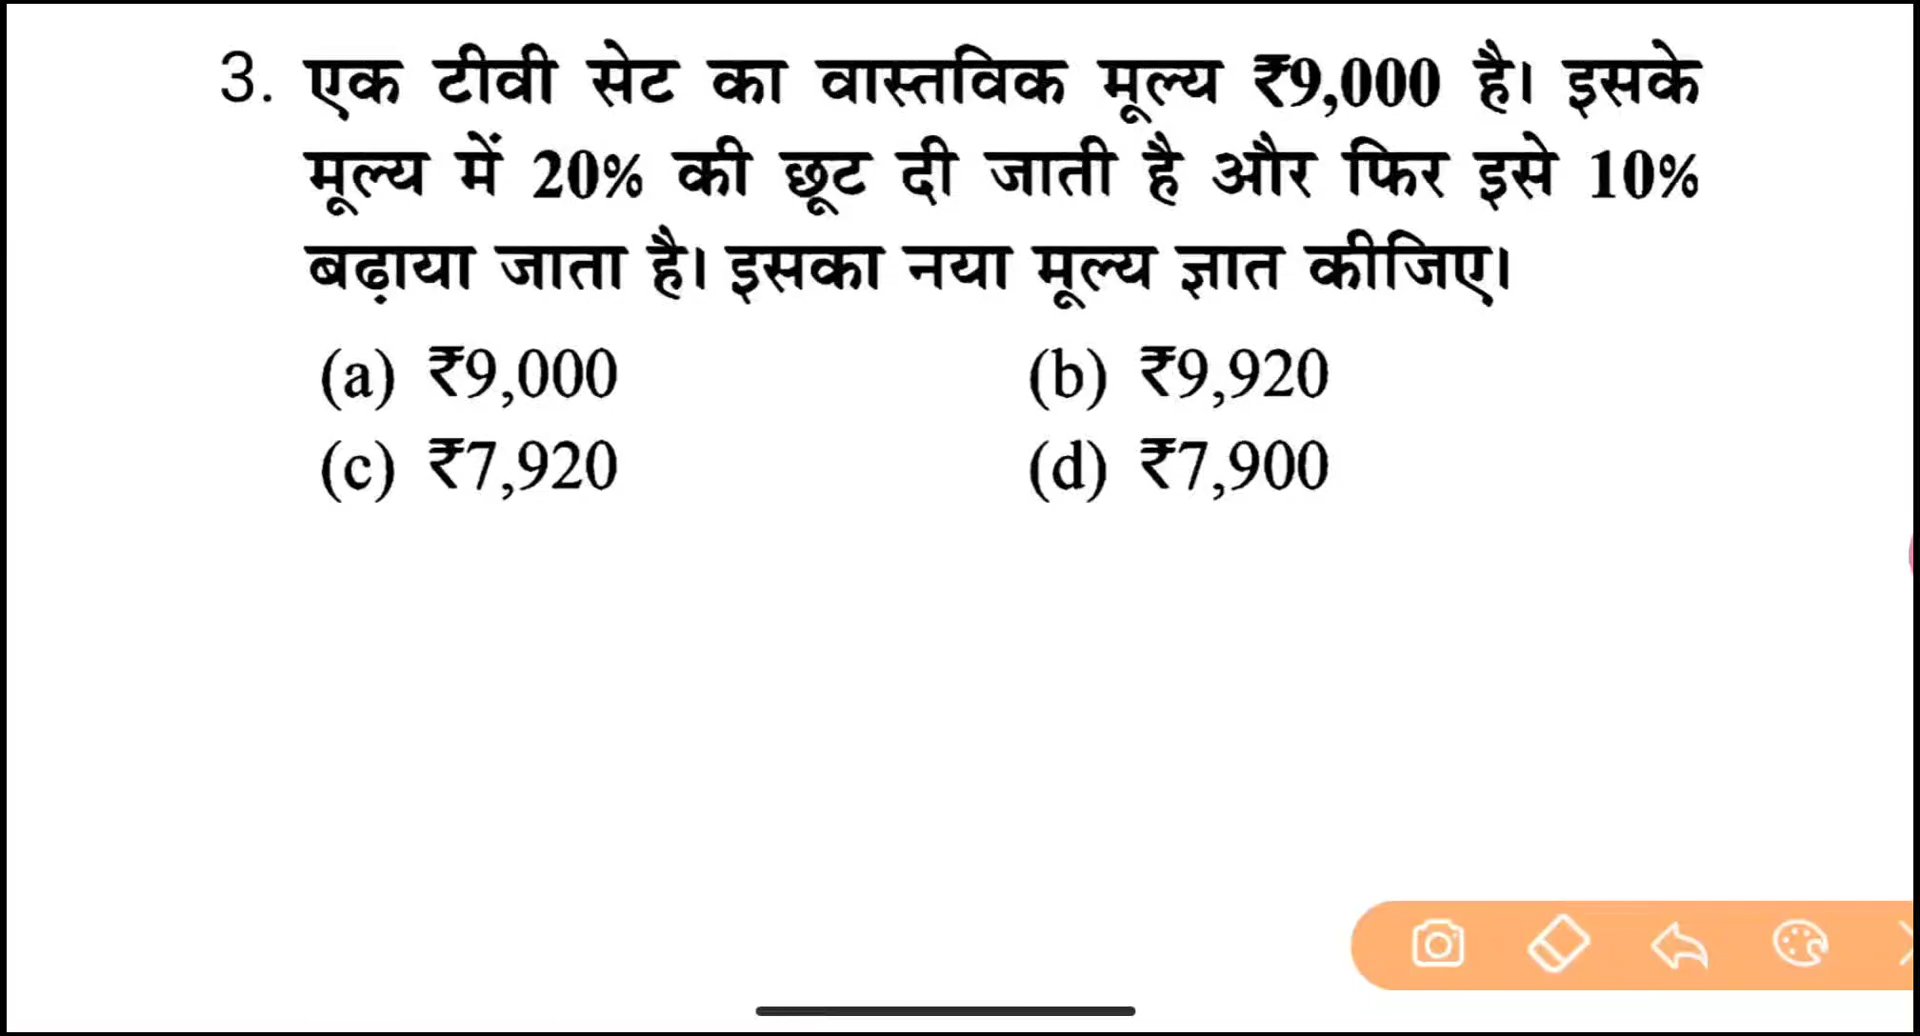 3. एक टीवी सेट का वास्तविक मूल्य ₹9,000 है। इसके
मूल्य में 20% की छूट दी जाती है और फिर इसे 10%
बढ़ाया जाता है। इसका नया मूल्य ज्ञात कीजिए।
(a) ₹9,000 (b) ₹9,920
(c) ₹7,920 (d) ₹7,900